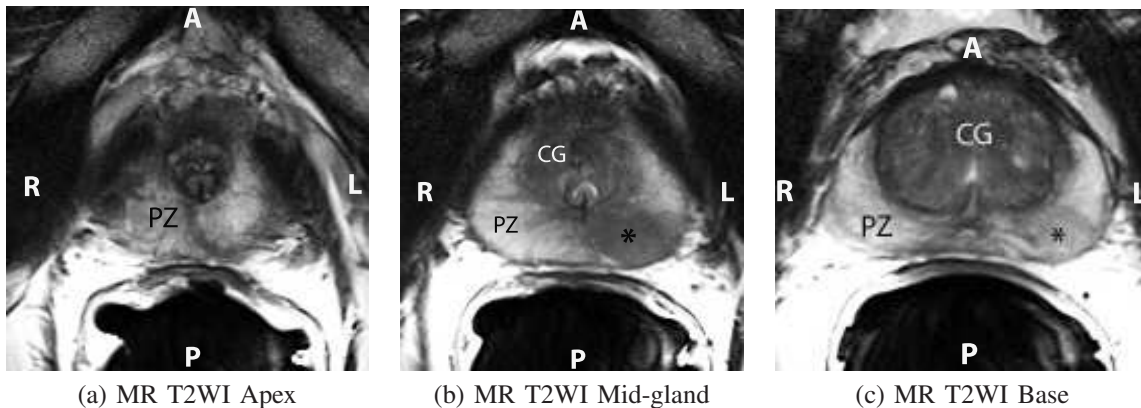 A
R
L
PZ
P
(a) MR T2WI Apex
A
CG
R
L
PZ
*
P
(b) MR T2WI Mid-gland
A
CG
R
L
PZ
*
P
(c) MR T2WI Base